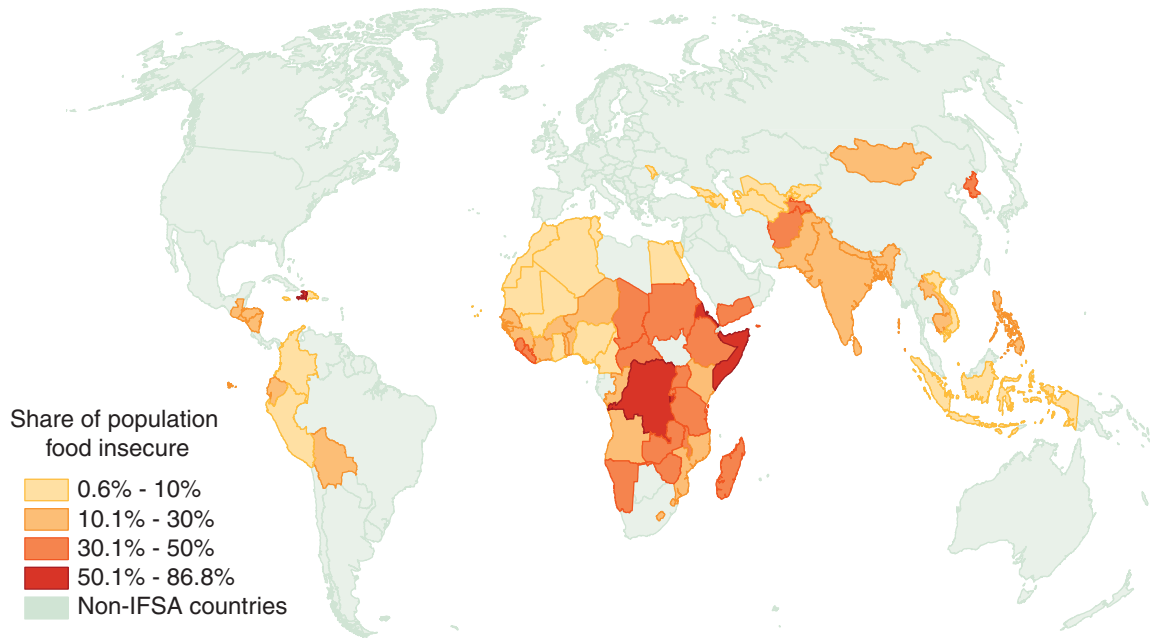 Share of population
food insecure
0.6% - 10%
10.1% - 30%
30.1% - 50%
50.1% - 86.8%
Non-IFSA countries